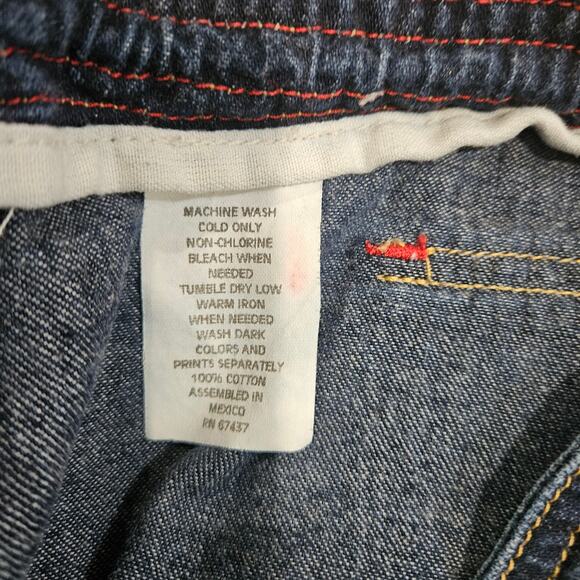 MACHINE WASH
COLD ONLY
NON-CHLORINE
BLEACH WHEN
NEEDED
TUMBLE DRY LOW
WARM IRON
WHEN NEEDED
WASH DARK
COLORS AND
PRINTS SEPARATELY
100% COTTON
ASSEMBLED IN
MEXICO
RN 67437